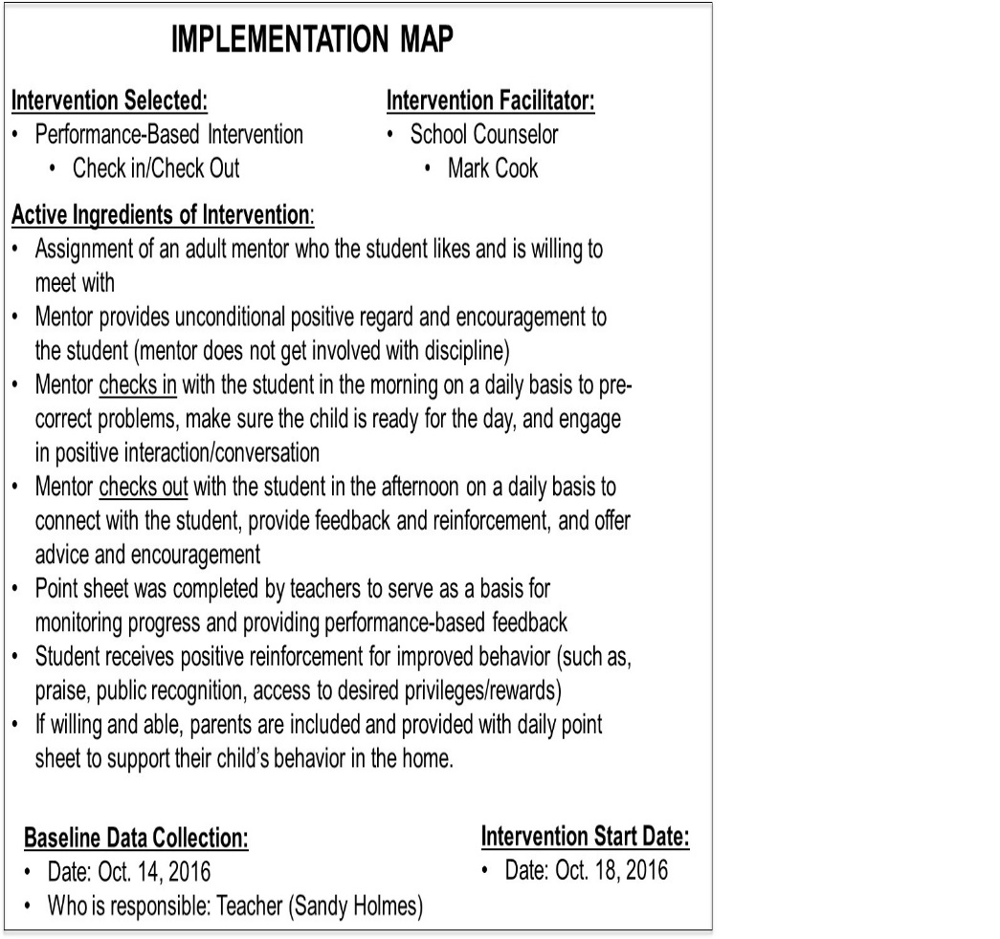 IMPLEMENTATION MAP
Intervention Selected:
• Performance-Based Intervention
• Check in/Check Out
Intervention Facilitator:
• School Counselor
• Mark Cook
Active Ingredients of Intervention:
• Assignment of an adult mentor who the student likes and is willing to
meet with
• Mentor provides unconditional positive regard and encouragement to
the student (mentor does not get involved with discipline)
• Mentor checks in with the student in the morning on a daily basis to pre-
correct problems, make sure the child is ready for the day, and engage
in positive interaction/conversation
• Mentor checks out with the student in the afternoon on a daily basis to
connect with the student, provide feedback and reinforcement, and offer
advice and encouragement
• Point sheet was completed by teachers to serve as a basis for
monitoring progress and providing performance-based feedback
• Student receives positive reinforcement for improved behavior (such as,
praise, public recognition, access to desired privileges/rewards)
• If willing and able, parents are included and provided with daily point
sheet to support their child’s behavior in the home.
Baseline Data Collection:
• Date: Oct. 14, 2016
• Who is responsible: Teacher (Sandy Holmes)
Intervention Start Date:
• Date: Oct. 18, 2016